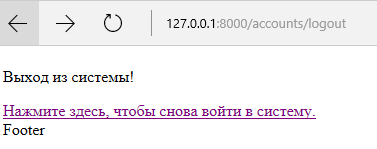 127.0.0.1:8000/accounts/logout
Выход из системы!
Нажмите здесь, чтобы снова войти в систему.
Footer